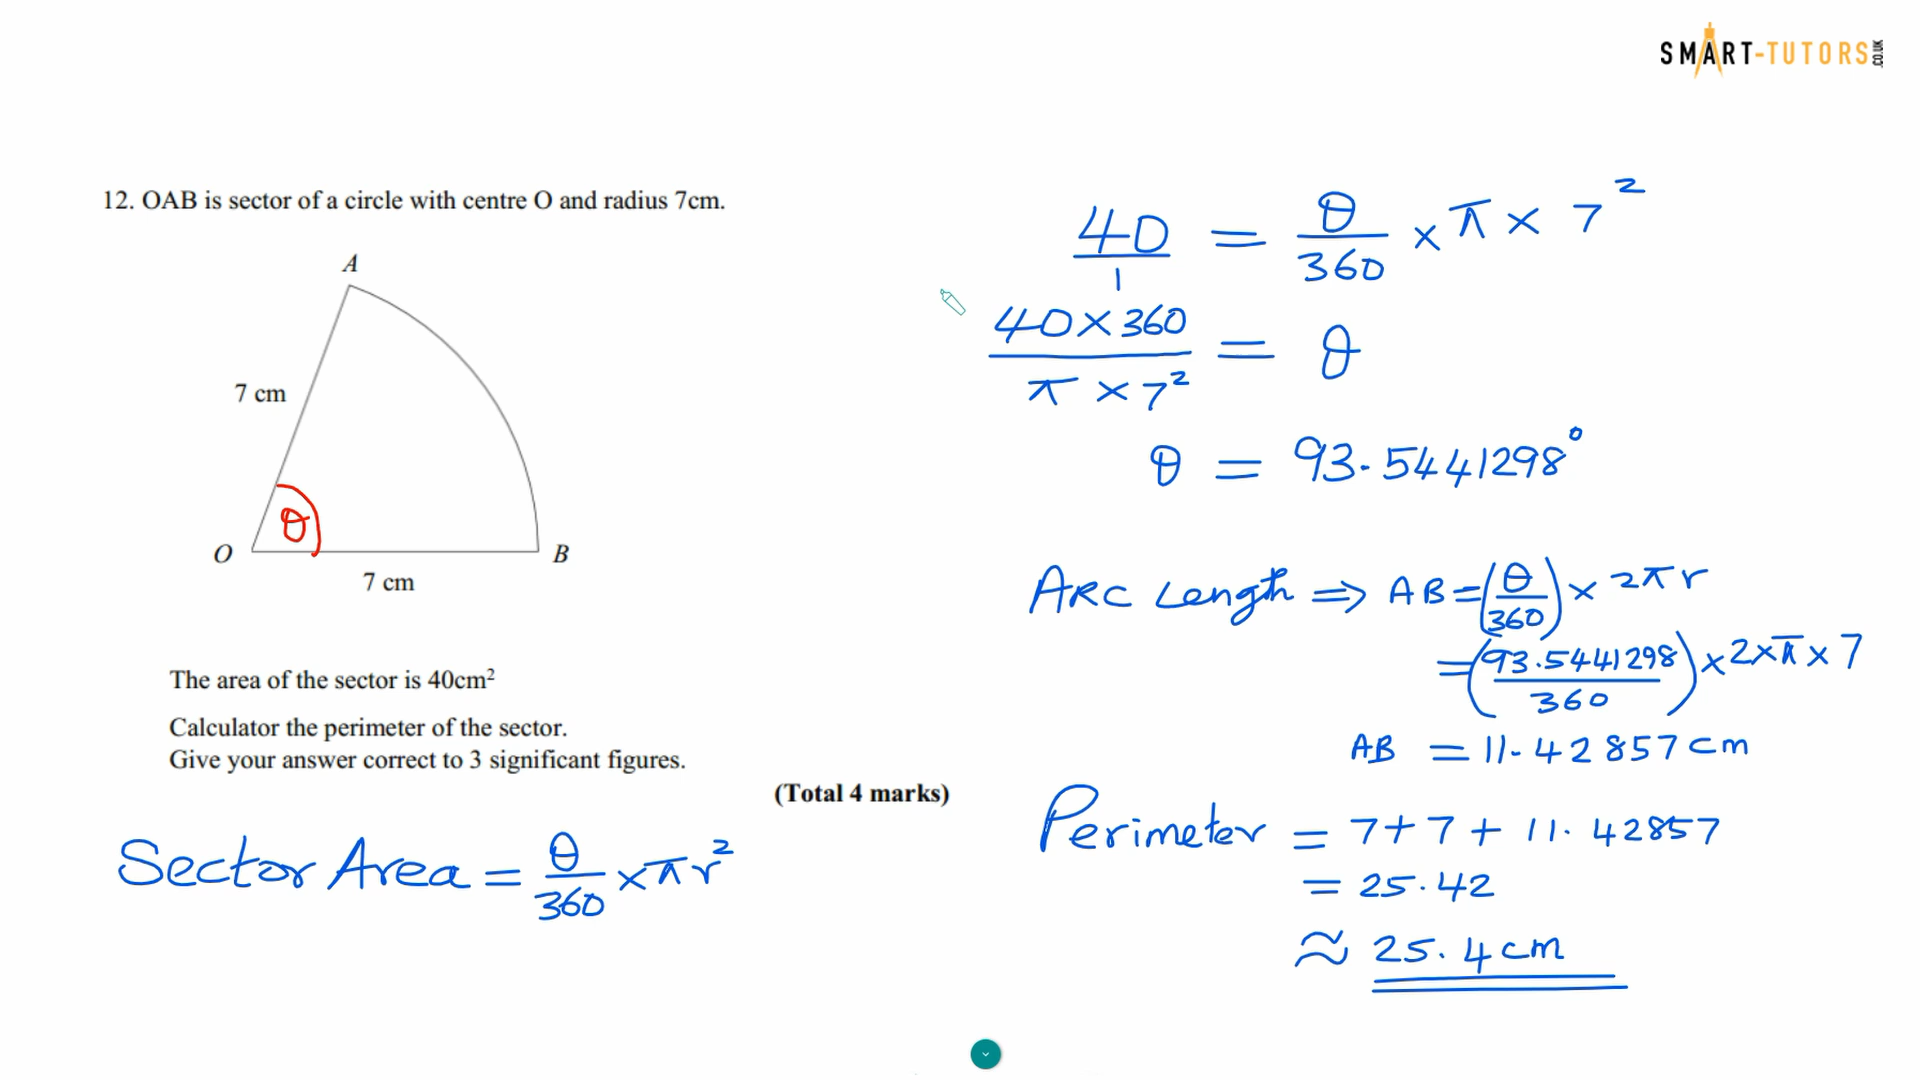 SMART-TUTORS.CO.UK
12. OAB is sector of a circle with centre O and radius 7cm.
A
7 cm
θ
O
B
7 cm
The area of the sector is 40cm²
Calculator the perimeter of the sector.
Give your answer correct to 3 significant figures.
(Total 4 marks)
Sector Area = θ/360 × πr²
40/1 = θ/360 × π × 7²
40×360/π×7² = θ
θ = 93.5441298°
ARC Length ⇒ AB = (θ/360) × 2πr
= (93.5441298/360) × 2×π×7
AB = 11.42857cm
Perimeter = 7+7+11.42857
= 25.42
≈ 25.4cm